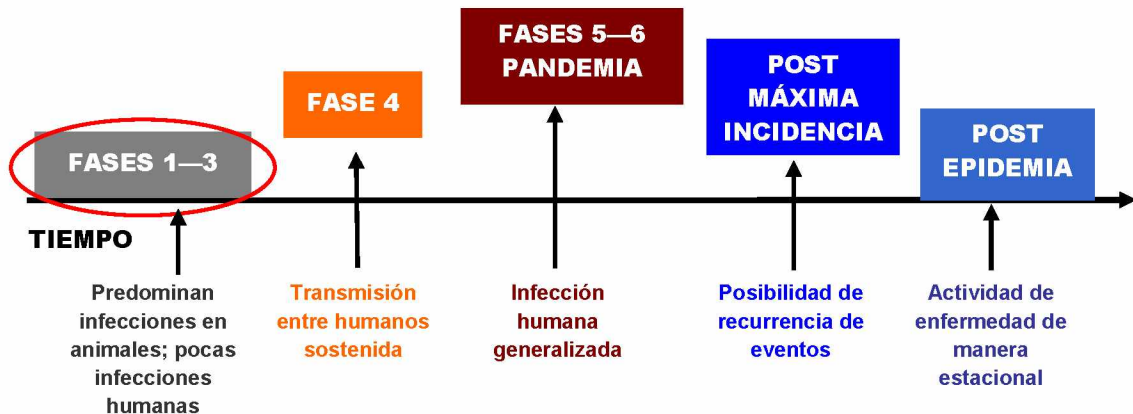 FASES 1—3
FASE 4
FASES 5—6
PANDEMIA
POST
MÁXIMA
INCIDENCIA
POST
EPIDEMIA
TIEMPO
Predominan
infecciones en
animales; pocas
infecciones
humanas
Transmisión
entre humanos
sostenida
Infección
humana
generalizada
Posibilidad de
recurrencia de
eventos
Actividad de
enfermedad de
manera
estacional